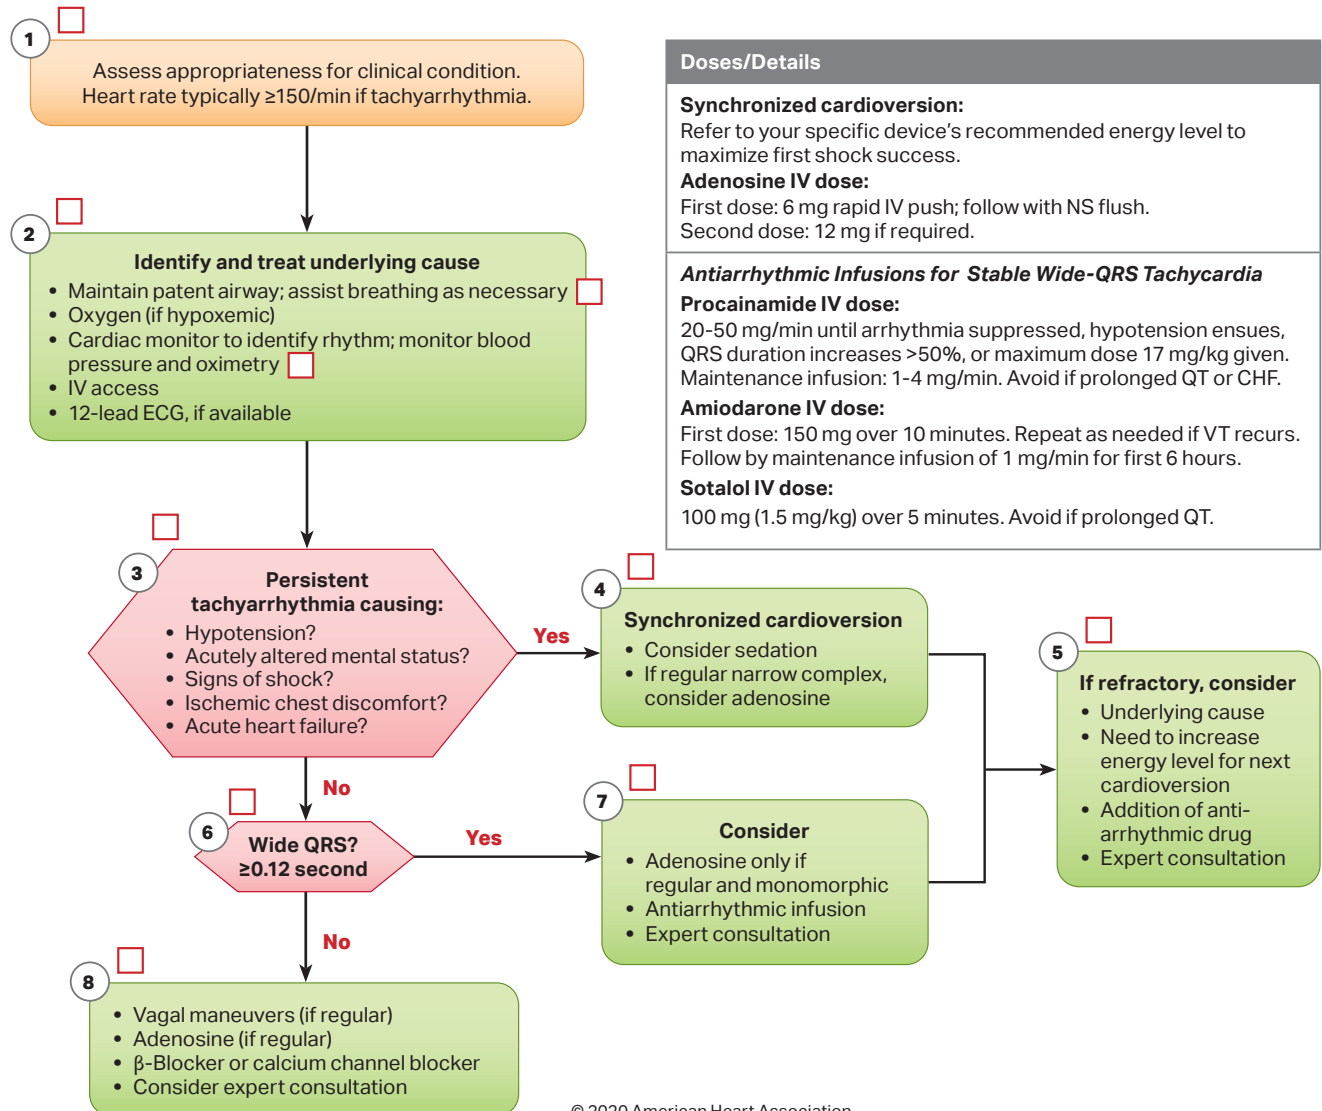 1
Assess appropriateness for clinical condition.
Heart rate typically ≥150/min if tachyarrhythmia.
2
Identify and treat underlying cause
• Maintain patent airway; assist breathing as necessary
• Oxygen (if hypoxemic)
• Cardiac monitor to identify rhythm; monitor blood
pressure and oximetry
• IV access
• 12-lead ECG, if available
Doses/Details
Synchronized cardioversion:
Refer to your specific device's recommended energy level to
maximize first shock success.
Adenosine IV dose:
First dose: 6 mg rapid IV push; follow with NS flush.
Second dose: 12 mg if required.
Antiarrhythmic Infusions for Stable Wide-QRS Tachycardia
Procainamide IV dose:
20-50 mg/min until arrhythmia suppressed, hypotension ensues,
QRS duration increases >50%, or maximum dose 17 mg/kg given.
Maintenance infusion: 1-4 mg/min. Avoid if prolonged QT or CHF.
Amiodarone IV dose:
First dose: 150 mg over 10 minutes. Repeat as needed if VT recurs.
Follow by maintenance infusion of 1 mg/min for first 6 hours.
Sotalol IV dose:
100 mg (1.5 mg/kg) over 5 minutes. Avoid if prolonged QT.
3
Persistent
tachyarrhythmia causing:
• Hypotension?
• Acutely altered mental status?
• Signs of shock?
• Ischemic chest discomfort?
• Acute heart failure?
Yes
4
Synchronized cardioversion
• Consider sedation
• If regular narrow complex,
consider adenosine
5
If refractory, consider
• Underlying cause
• Need to increase
energy level for next
cardioversion
• Addition of anti-
arrhythmic drug
• Expert consultation
No
6
Wide QRS?
≥0.12 second
Yes
7
Consider
• Adenosine only if
regular and monomorphic
• Antiarrhythmic infusion
• Expert consultation
No
8
• Vagal maneuvers (if regular)
• Adenosine (if regular)
• β-Blocker or calcium channel blocker
• Consider expert consultation
© 2020 American Heart Association